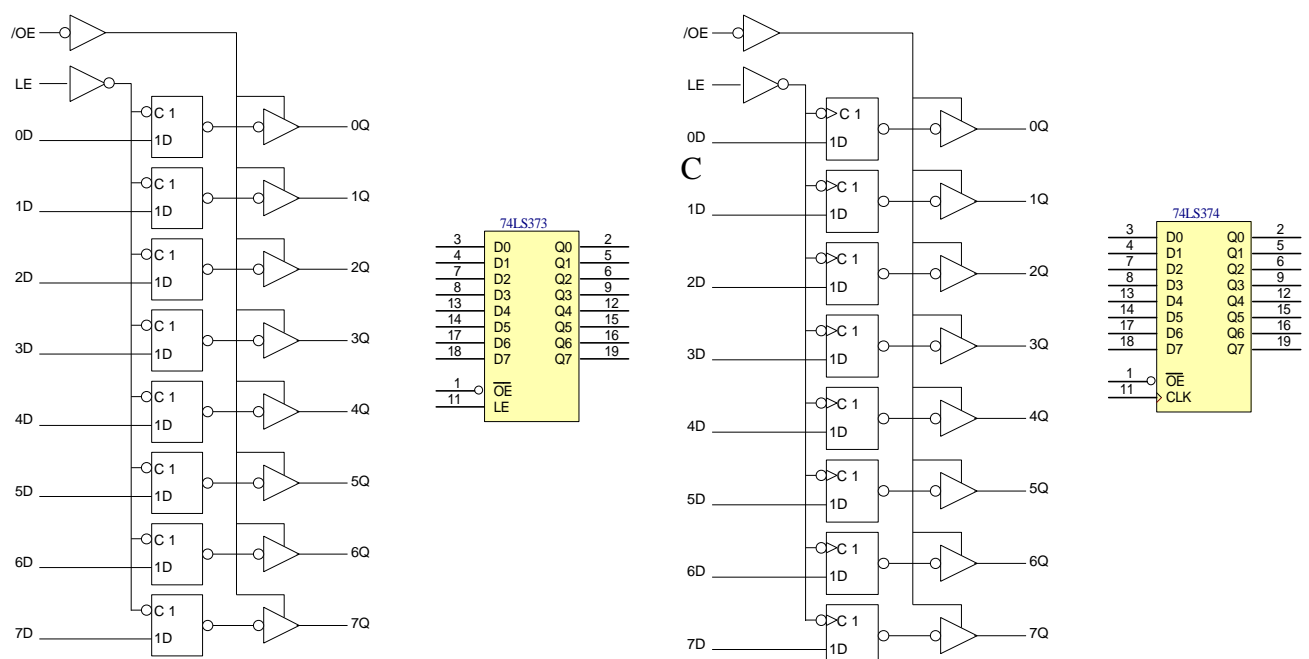 /OE
LE
C 1
1D
0D
0Q
C 1
1D
1D
1Q
C 1
1D
2D
2Q
C 1
1D
3D
3Q
C 1
1D
4D
4Q
C 1
1D
5D
5Q
C 1
1D
6D
6Q
C 1
1D
7D
7Q
74LS373
3 D0 Q0 2
4 D1 Q1 5
7 D2 Q2 6
8 D3 Q3 9
13 D4 Q4 12
14 D5 Q5 15
17 D6 Q6 16
18 D7 Q7 19
1 OE
11 LE
/OE
LE
C 1
1D
0D
0Q
C
C 1
1D
1D
1Q
C 1
1D
2D
2Q
C 1
1D
3D
3Q
C 1
1D
4D
4Q
C 1
1D
5D
5Q
C 1
1D
6D
6Q
C 1
1D
7D
7Q
74LS374
3 D0 Q0 2
4 D1 Q1 5
7 D2 Q2 6
8 D3 Q3 9
13 D4 Q4 12
14 D5 Q5 15
17 D6 Q6 16
18 D7 Q7 19
1 OE
11 CLK